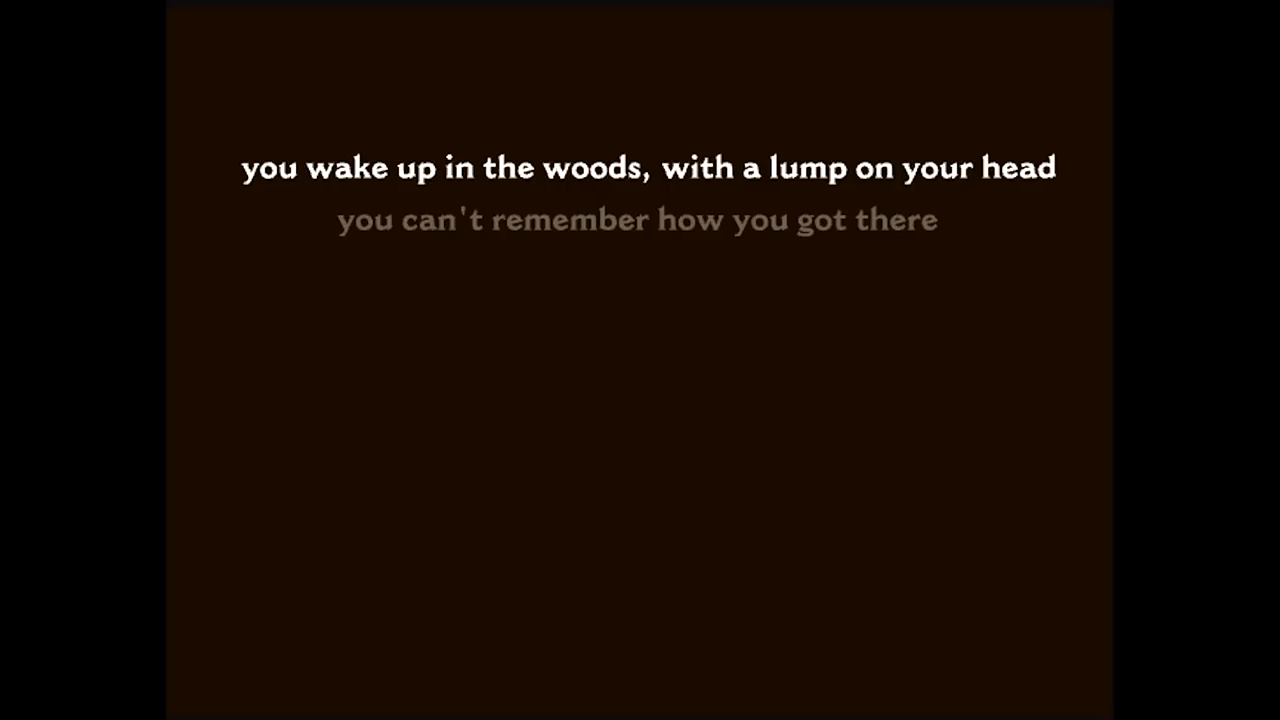 you wake up in the woods, with a lump on your head
you can't remember how you got there